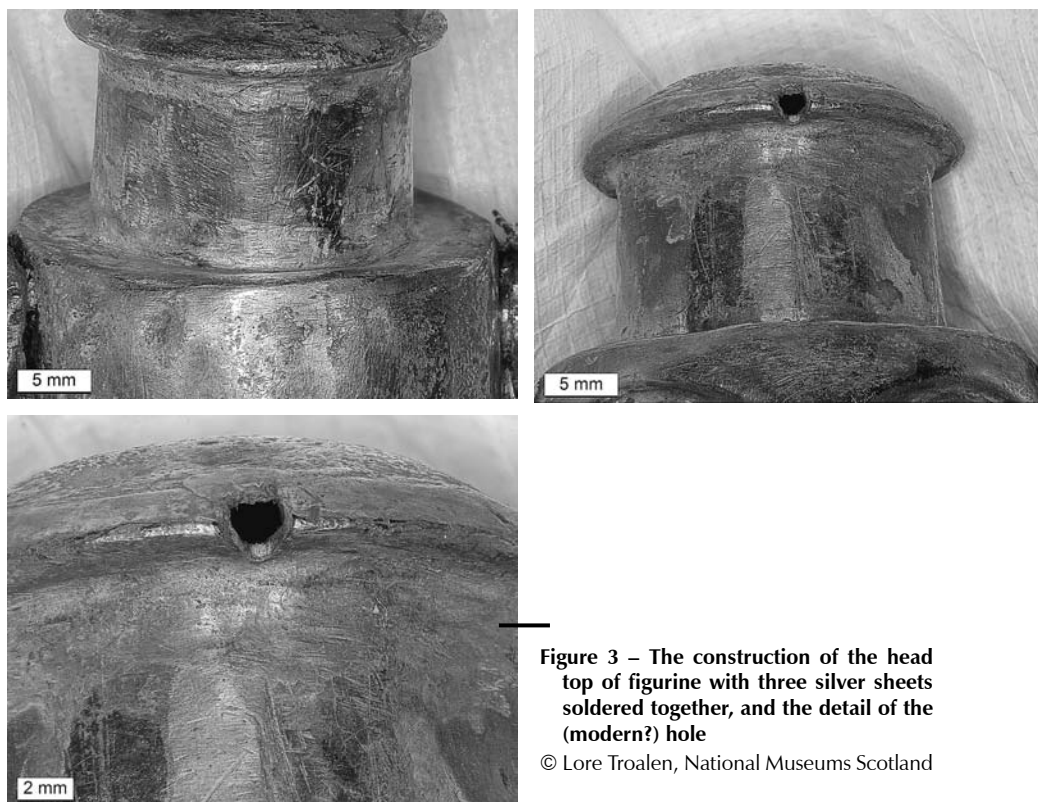 5 mm
5 mm
2 mm
Figure 3 – The construction of the head
top of figurine with three silver sheets
soldered together, and the detail of the
(modern?) hole
© Lore Troalen, National Museums Scotland